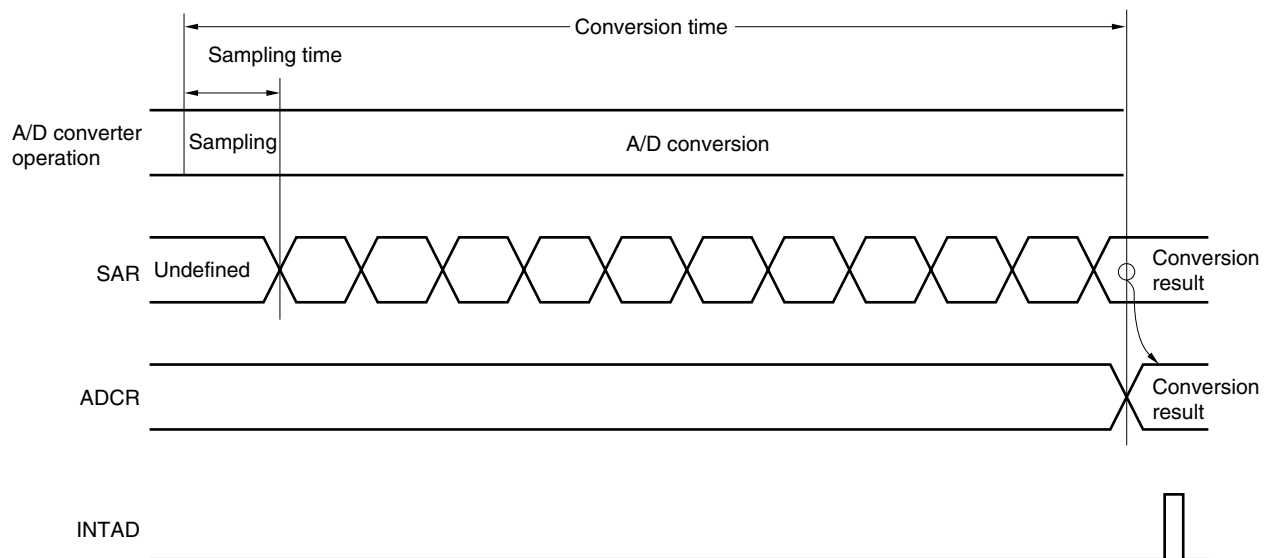 Conversion time
Sampling time
A/D converter
operation
Sampling
A/D conversion
SAR
Undefined
Conversion
result
ADCR
Conversion
result
INTAD